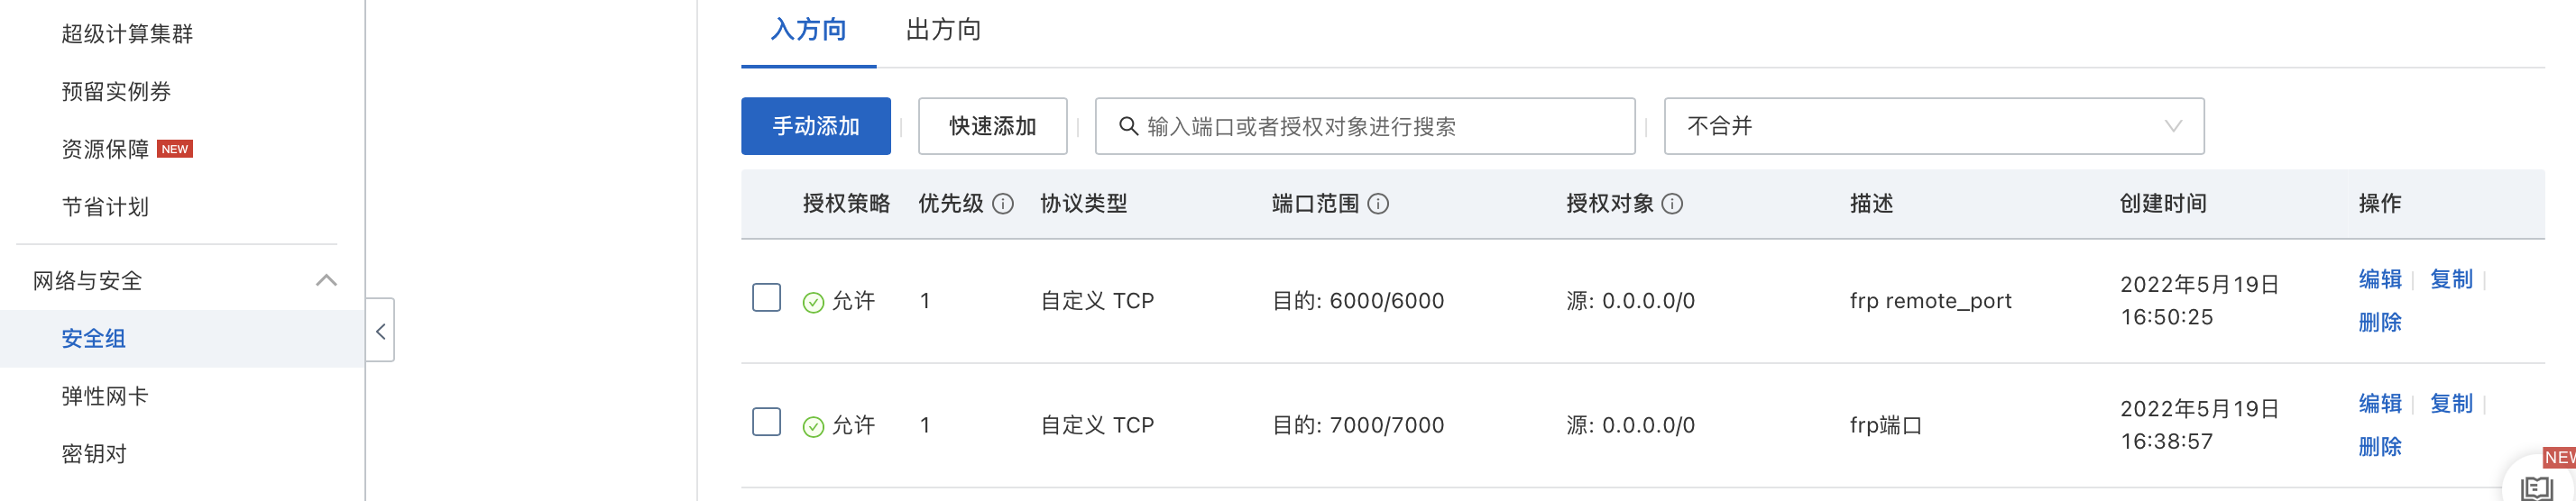 超级计算集群
预留实例券
资源保障 NEW
节省计划
网络与安全
安全组
弹性网卡
密钥对
入方向 出方向
手动添加 快速添加 输入端口或者授权对象进行搜索 不合并
授权策略 优先级 协议类型 端口范围 授权对象 描述 创建时间 操作
允许 1 自定义 TCP 目的: 6000/6000 源: 0.0.0.0/0 frp remote_port 2022年5月19日 16:50:25 编辑 复制
删除
允许 1 自定义 TCP 目的: 7000/7000 源: 0.0.0.0/0 frp端口 2022年5月19日 16:38:57 编辑 复制
删除